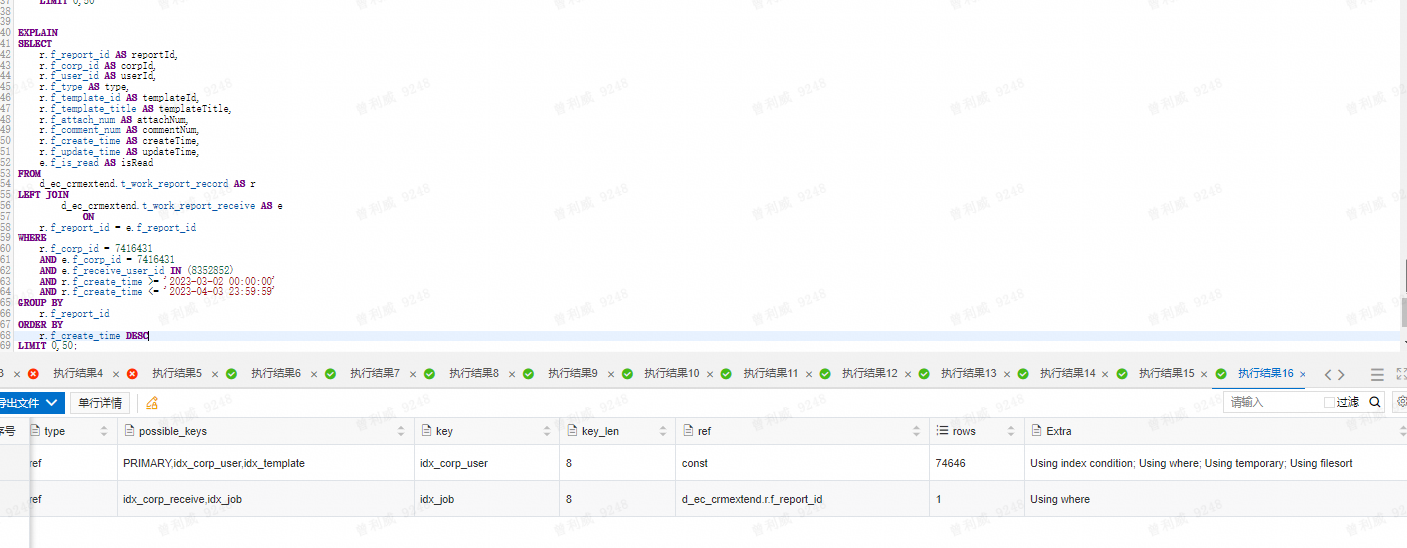 37 LIMIT 0,50
38
39
40 EXPLAIN
41 SELECT
42 r.f_report_id AS reportId,
43 r.f_corp_id AS corpId,
44 r.f_user_id AS userId,
45 r.f_type AS type,
46 r.f_template_id AS templateId,
47 r.f_template_title AS templateTitle,
48 r.f_attach_num AS attachNum,
49 r.f_comment_num AS commentNum,
50 r.f_create_time AS createTime,
51 r.f_update_time AS updateTime,
52 e.f_is_read AS isRead
53 FROM
54 d_ec_crmextend.t_work_report_record AS r
55 LEFT JOIN
56 d_ec_crmextend.t_work_report_receive AS e
57 ON
58 r.f_report_id = e.f_report_id
59 WHERE
60 r.f_corp_id = 7416431
61 AND e.f_corp_id = 7416431
62 AND e.f_receive_user_id IN (8352852)
63 AND r.f_create_time >= '2023-03-02 00:00:00'
64 AND r.f_create_time <= '2023-04-03 23:59:59'
65 GROUP BY
66 r.f_report_id
67 ORDER BY
68 r.f_create_time DESC
69 LIMIT 0,50;
3 × 执行结果4 × 执行结果5 × 执行结果6 × 执行结果7 × 执行结果8 × 执行结果9 × 执行结果10 × 执行结果11 × 执行结果12 × 执行结果13 × 执行结果14 × 执行结果15 × 执行结果16 ×
导出文件 单行详情 请输入 过滤
序号 type possible_keys key key_len ref rows Extra
ref PRIMARY,idx_corp_user,idx_template idx_corp_user 8 const 74646 Using index condition; Using where; Using temporary; Using filesort
ref idx_corp_receive,idx_job idx_job 8 d_ec_crmextend.r.f_report_id 1 Using where
曾利威 9248